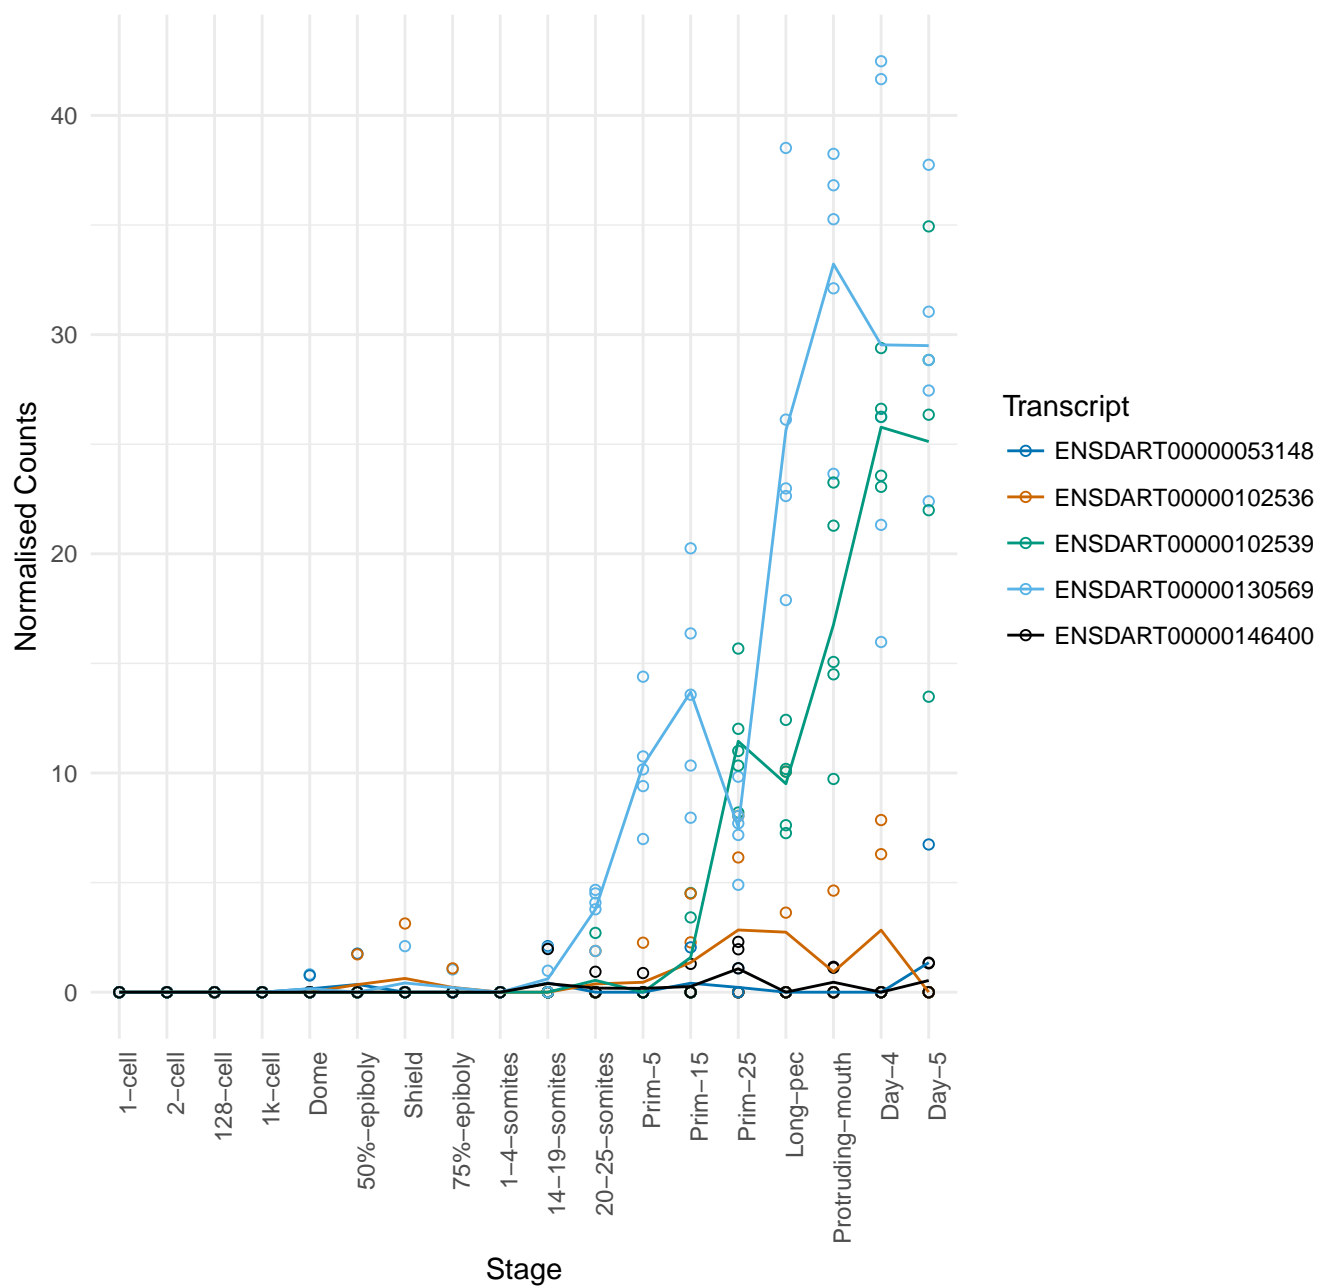 40
30
20
10
0
Normalised Counts
1−cell
2−cell
128−cell
1k−cell
Dome
50%−epiboly
Shield
75%−epiboly
1−4−somites
14−19−somites
20−25−somites
Prim−5
Prim−15
Prim−25
Long−pec
Protruding−mouth
Day−4
Day−5
Stage
Transcript
ENSDART00000053148
ENSDART00000102536
ENSDART00000102539
ENSDART00000130569
ENSDART00000146400